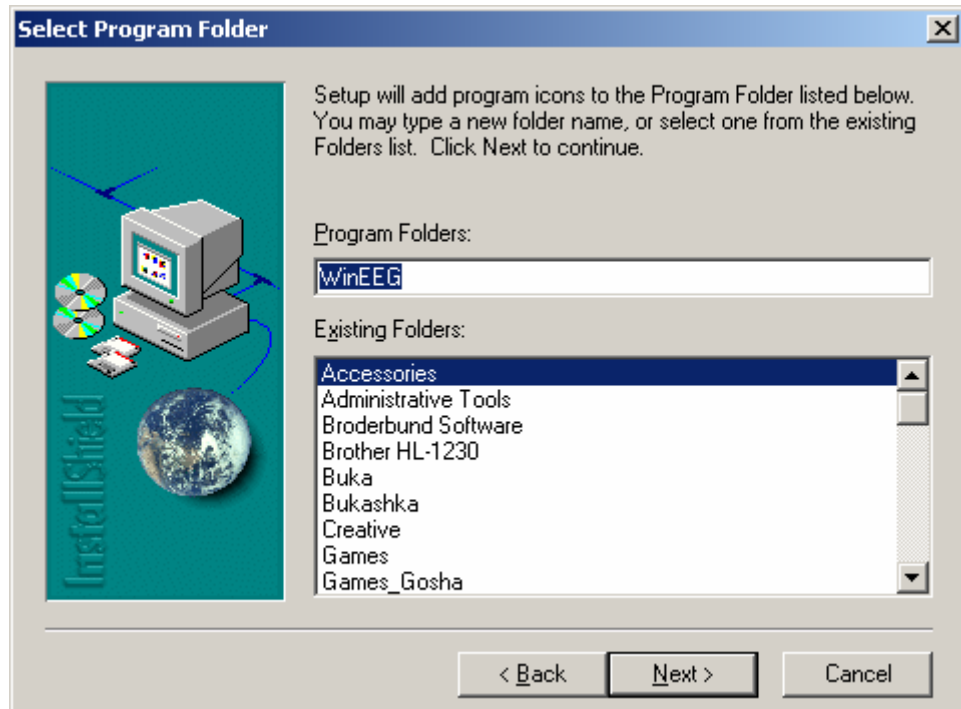 Select Program Folder
Setup will add program icons to the Program Folder listed below.
You may type a new folder name, or select one from the existing
Folders list. Click Next to continue.
Program Folders:
WinEEG
Existing Folders:
Accessories
Administrative Tools
Broderbund Software
Brother HL-1230
Buka
Bukashka
Creative
Games
Games_Gosha
InstallShield
< Back
Next >
Cancel